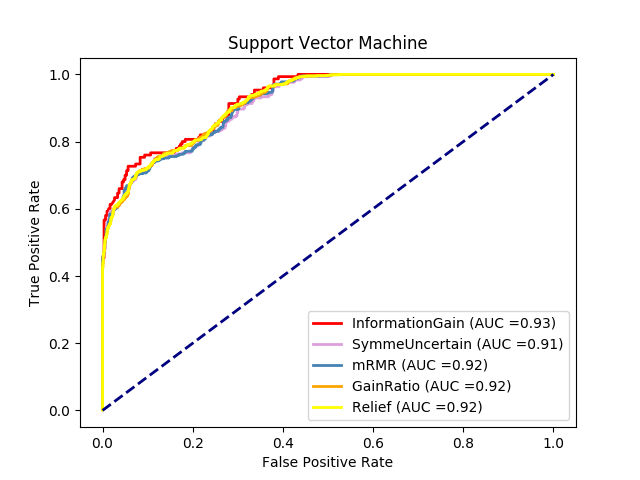 Support Vector Machine
True Positive Rate
1.0
0.8
0.6
0.4
0.2
0.0
InformationGain (AUC =0.93)
SymmeUncertain (AUC =0.91)
mRMR (AUC =0.92)
GainRatio (AUC =0.92)
Relief (AUC =0.92)
0.0 0.2 0.4 0.6 0.8 1.0
False Positive Rate